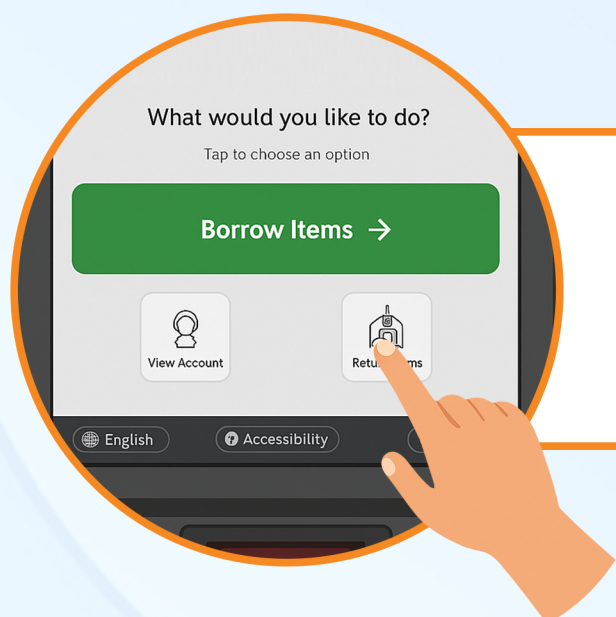 What would you like to do?
Tap to choose an option
Borrow Items →
View Account
English
Accessibility